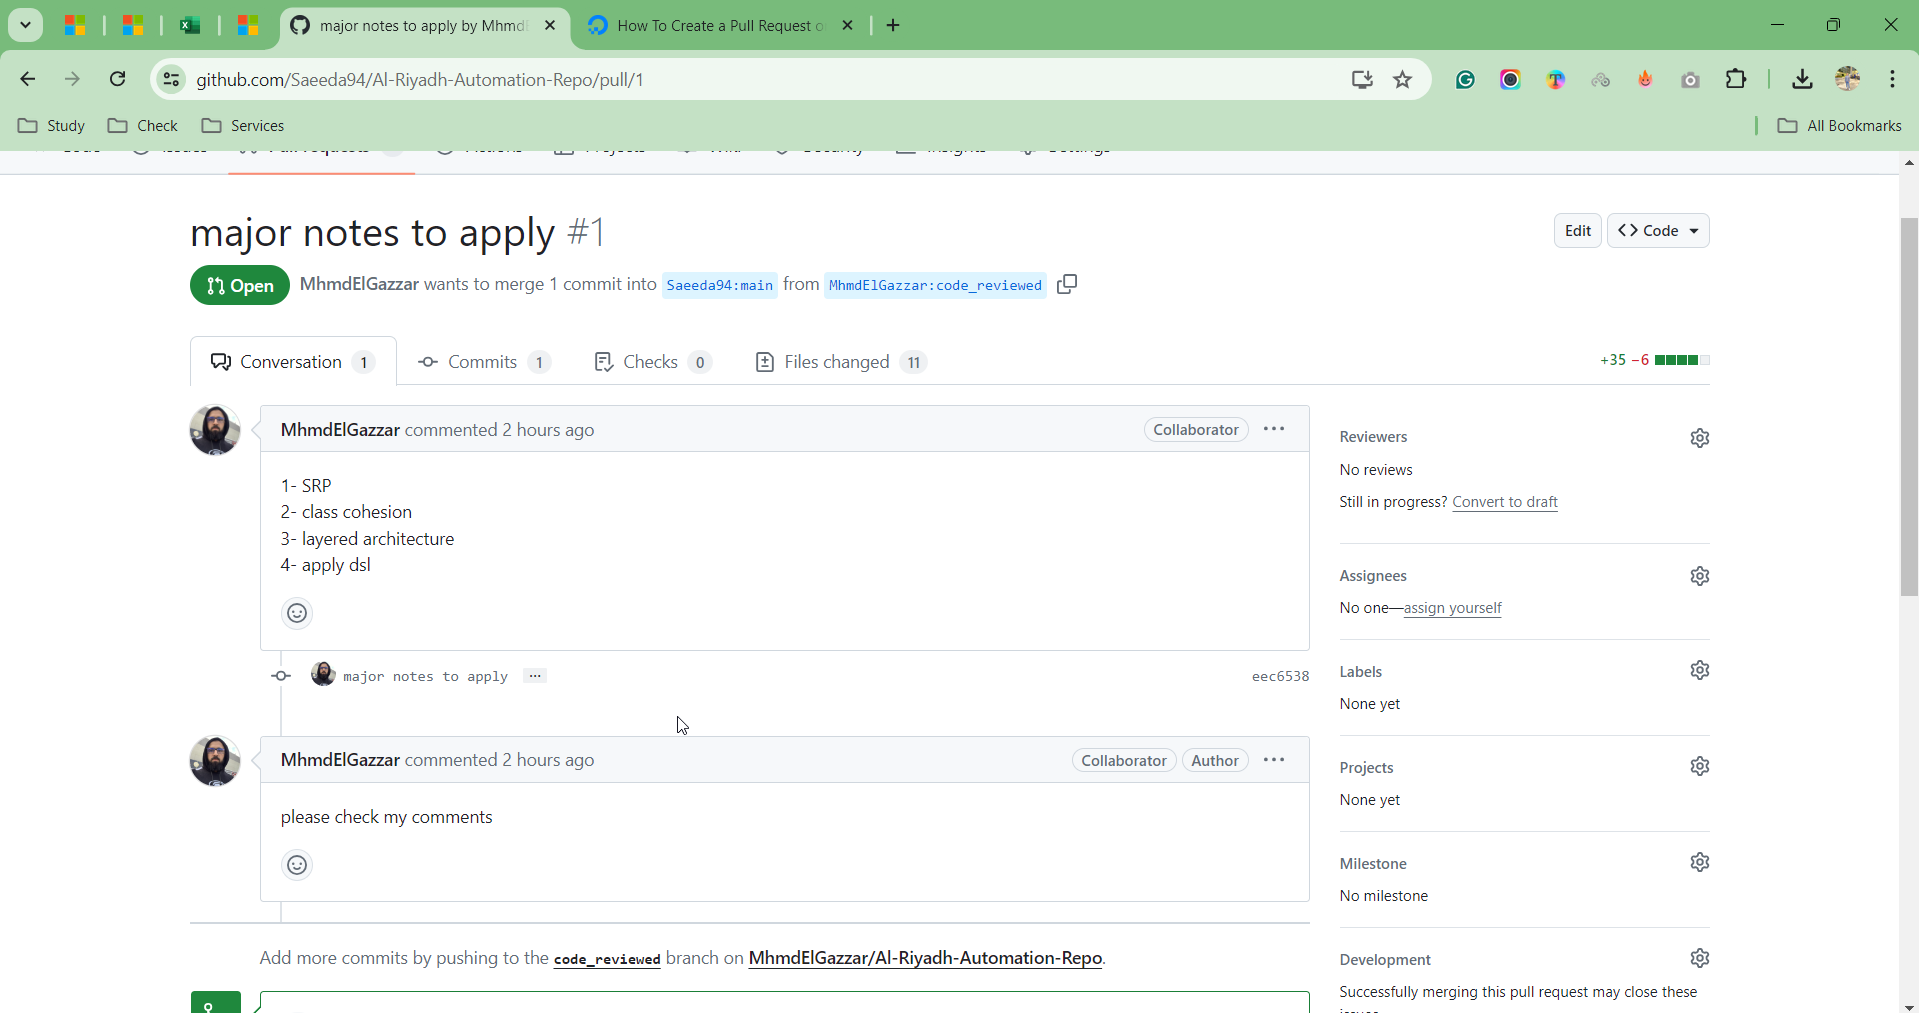 major notes to apply by Mhmd
How To Create a Pull Request o
github.com/Saeeda94/Al-Riyadh-Automation-Repo/pull/1
Study
Check
Services
All Bookmarks
major notes to apply #1
Edit
Code
Open
MhmdElGazzar wants to merge 1 commit into Saeeda94:main from MhmdElGazzar:code_reviewed
Conversation 1
Commits 1
Checks 0
Files changed 11
+35 −6
MhmdElGazzar commented 2 hours ago
Collaborator
1- SRP
2- class cohesion
3- layered architecture
4- apply dsl
major notes to apply
eec6538
MhmdElGazzar commented 2 hours ago
Collaborator
Author
please check my comments
Add more commits by pushing to the code_reviewed branch on MhmdElGazzar/Al-Riyadh-Automation-Repo.
Reviewers
No reviews
Still in progress? Convert to draft
Assignees
No one—assign yourself
Labels
None yet
Projects
None yet
Milestone
No milestone
Development
Successfully merging this pull request may close these